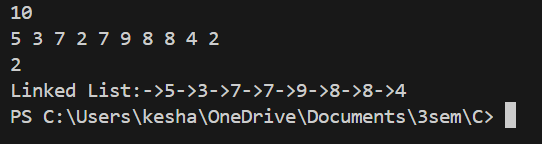 10
5 3 7 2 7 9 8 8 4 2
2
Linked List:->5->3->7->7->9->8->8->4
PS C:\Users\kesha\OneDrive\Documents\3sem\C>